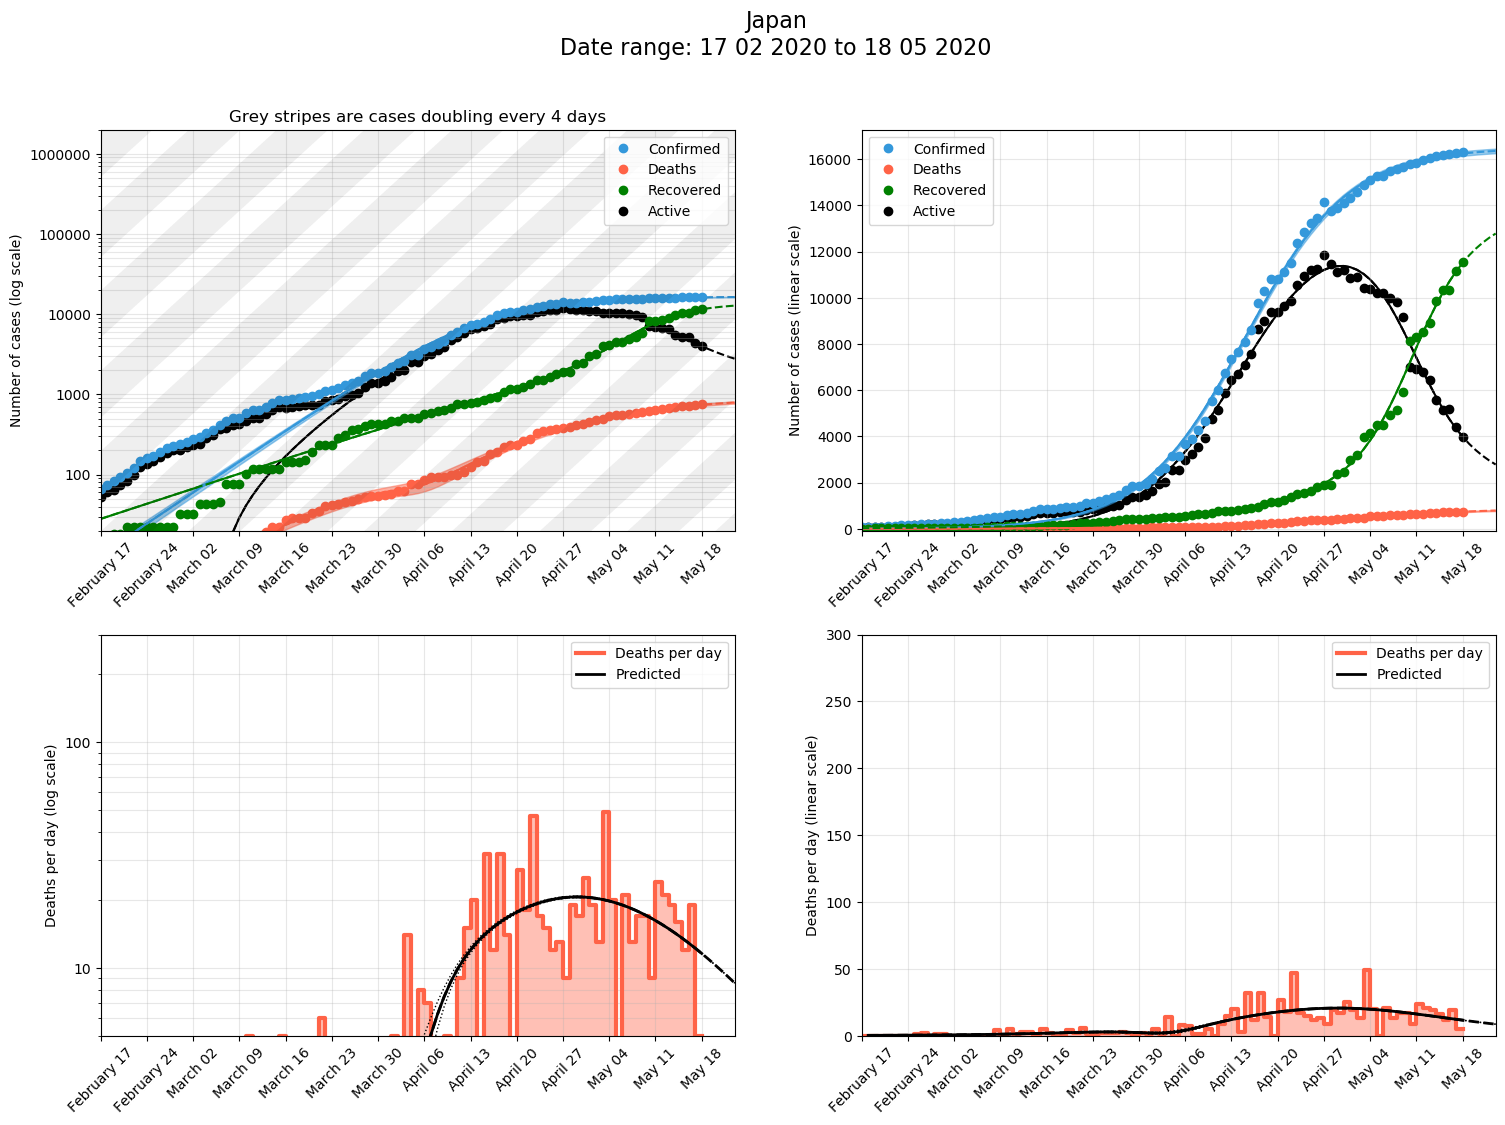 Japan
Date range: 17 02 2020 to 18 05 2020
Grey stripes are cases doubling every 4 days
Number of cases (log scale)
1000000
100000
10000
1000
100
Confirmed
Deaths
Recovered
Active
February 17
February 24
March 02
March 09
March 16
March 23
March 30
April 06
April 13
April 20
April 27
May 04
May 11
May 18
Number of cases (linear scale)
16000
14000
12000
10000
8000
6000
4000
2000
0
Confirmed
Deaths
Recovered
Active
February 17
February 24
March 02
March 09
March 16
March 23
March 30
April 06
April 13
April 20
April 27
May 04
May 11
May 18
Deaths per day (log scale)
100
10
Deaths per day
Predicted
February 17
February 24
March 02
March 09
March 16
March 23
March 30
April 06
April 13
April 20
April 27
May 04
May 11
May 18
Deaths per day (linear scale)
300
250
200
150
100
50
0
Deaths per day
Predicted
February 17
February 24
March 02
March 09
March 16
March 23
March 30
April 06
April 13
April 20
April 27
May 04
May 11
May 18